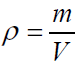 ρ = m/V